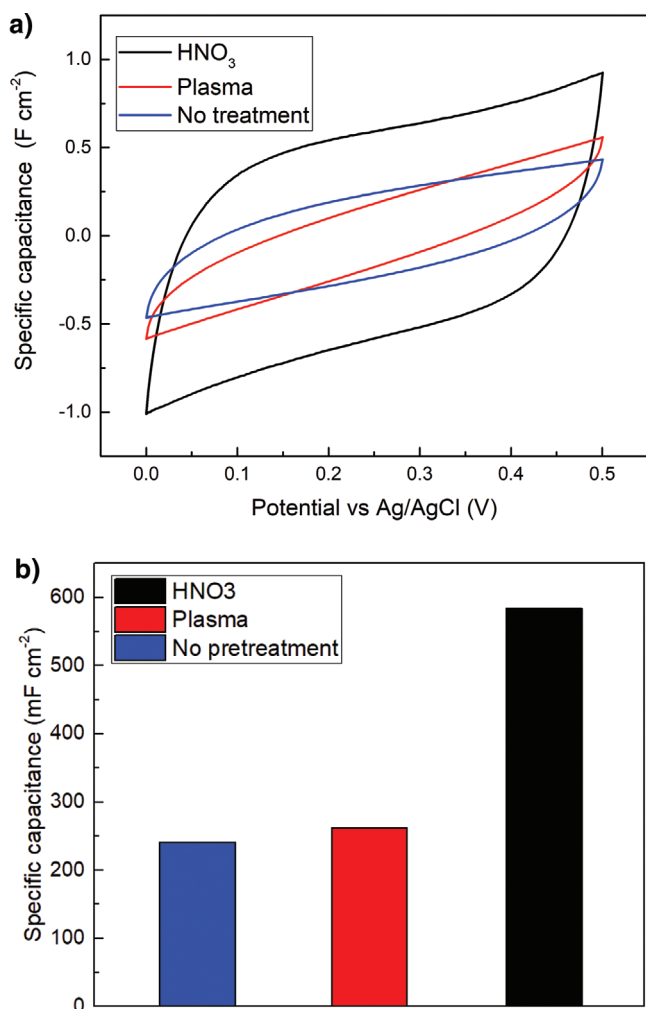 a)
HNO₃
Plasma
No treatment
Specific capacitance (F cm⁻²)
1.0
0.5
0.0
-0.5
-1.0
0.0 0.1 0.2 0.3 0.4 0.5
Potential vs Ag/AgCl (V)
b)
HNO3
Plasma
No pretreatment
Specific capacitance (mF cm⁻²)
600
500
400
300
200
100
0